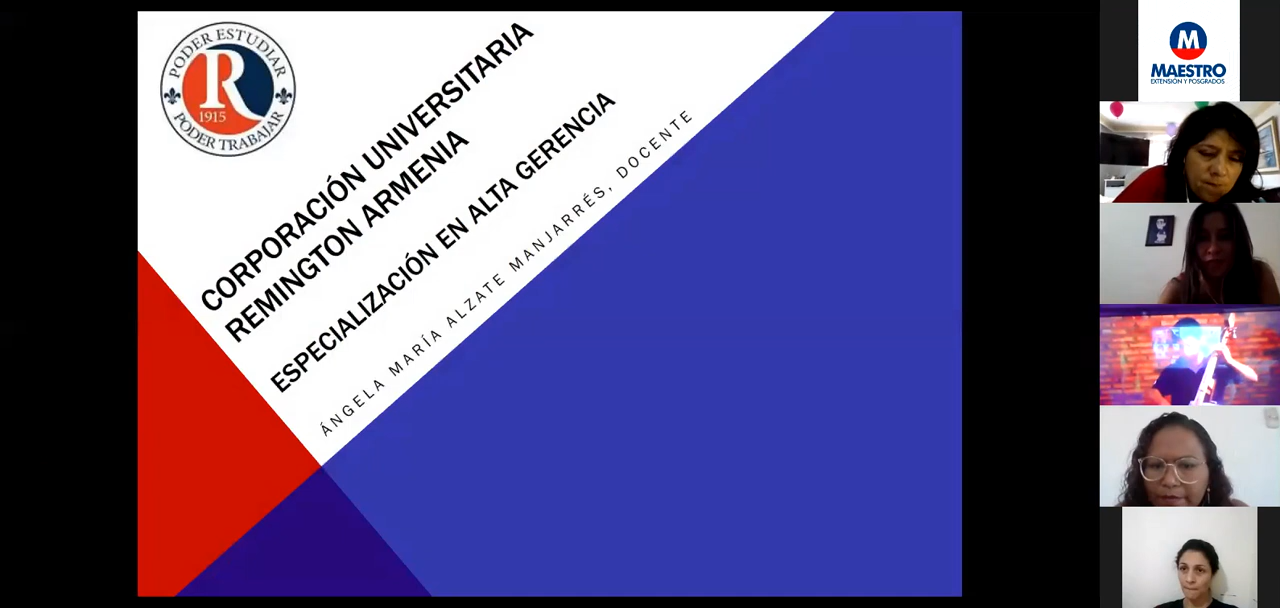 PODER ESTUDIAR
R
1915
PODER TRABAJAR
CORPORACIÓN UNIVERSITARIA
REMINGTON ARMENIA
ESPECIALIZACIÓN EN ALTA GERENCIA
ÁNGELA MARÍA ALZATE MANJARRÉS, DOCENTE
M
MAESTRO
EXTENSIÓN Y POSGRADOS